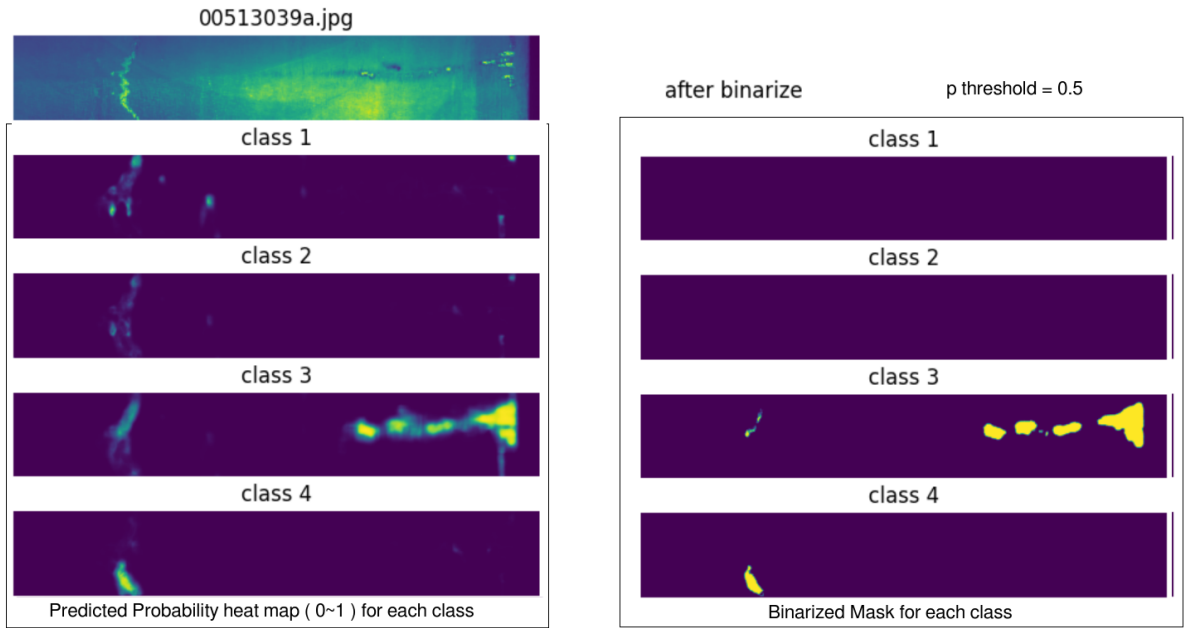 00513039a.jpg
class 1
class 2
class 3
class 4
Predicted Probability heat map ( 0~1 ) for each class
after binarize
p threshold = 0.5
class 1
class 2
class 3
class 4
Binarized Mask for each class